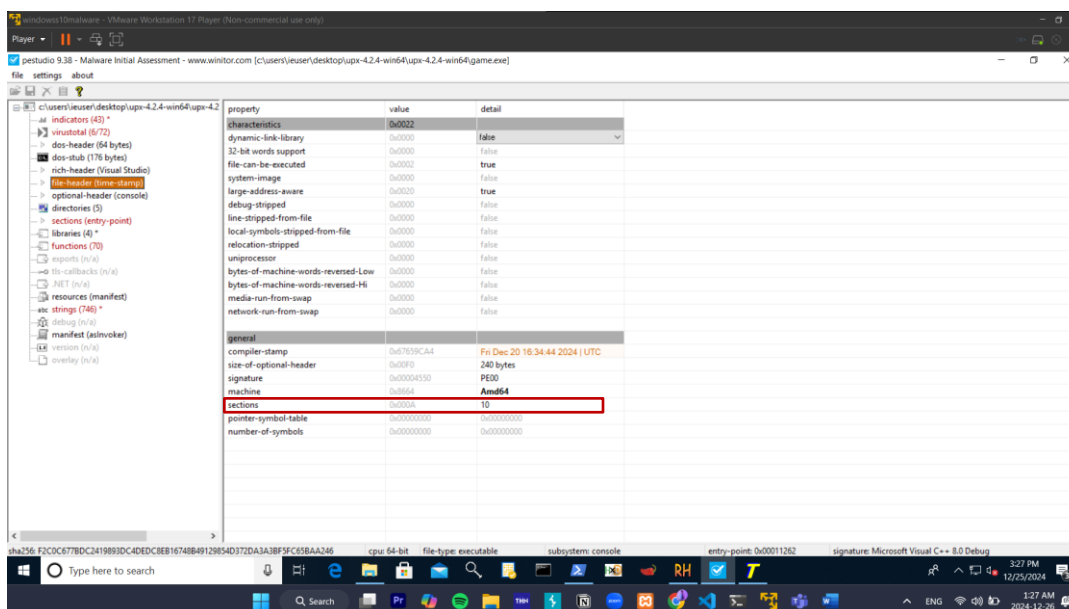 windowss10malware - VMware Workstation 17 Player (Non-commercial use only)
Player
pestudio 9.38 - Malware Initial Assessment - www.winitor.com [c:\users\ieuser\desktop\upx-4.2.4-win64\upx-4.2.4-win64\game.exe]
file settings about
c:\users\ieuser\desktop\upx-4.2.4-win64\upx-4.2
indicators (43) *
virustotal (6/72)
dos-header (64 bytes)
dos-stub (176 bytes)
rich-header (Visual Studio)
file-header (time-stamp)
optional-header (console)
directories (5)
sections (entry-point)
libraries (4) *
functions (70)
exports (n/a)
tls-callbacks (n/a)
.NET (n/a)
resources (manifest)
abc strings (746) *
debug (n/a)
manifest (asInvoker)
version (n/a)
overlay (n/a)
property value detail
characteristics 0x0022
dynamic-link-library 0x0000 false
32-bit words support 0x0000 false
file-can-be-executed 0x0002 true
system-image 0x0000 false
large-address-aware 0x0020 true
debug-stripped 0x0000 false
line-stripped-from-file 0x0000 false
local-symbols-stripped-from-file 0x0000 false
relocation-stripped 0x0000 false
uniprocessor 0x0000 false
bytes-of-machine-words-reversed-Low 0x0000 false
bytes-of-machine-words-reversed-Hi 0x0000 false
media-run-from-swap 0x0000 false
network-run-from-swap 0x0000 false
general
compiler-stamp 0x67659CA4 Fri Dec 20 16:34:44 2024 | UTC
size-of-optional-header 0x00F0 240 bytes
signature 0x00004550 PE00
machine 0x8664 Amd64
sections 0x000A 10
pointer-symbol-table 0x00000000 0x00000000
number-of-symbols 0x00000000 0x00000000
cpu: 64-bit file-type: executable subsystem: console entry-point: 0x00011262 signature: Microsoft Visual C++ 8.0 Debug
Type here to search
RH
3:27 PM
12/25/2024
Search
Pr
THM
ENG
1:27 AM
2024-12-26